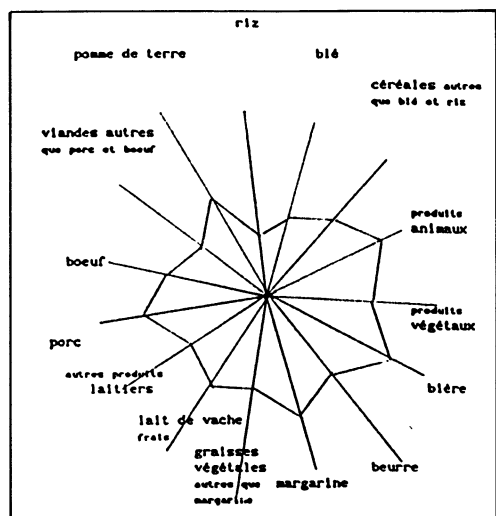 riz
pomme de terre
blé
céréales autres
que blé et riz
viandes autres
que porc et boeuf
produits
animaux
boeuf
produits
végétaux
porc
autres produits
laitiers
bière
lait de vache
frais
graisses
végétales
autres que
margarine
margarine
beurre